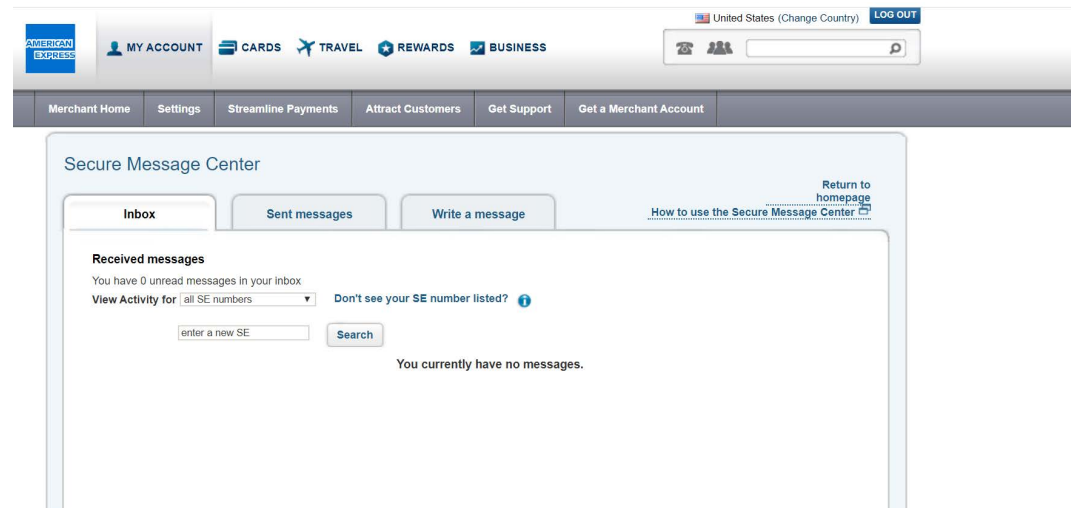 United States (Change Country) LOG OUT
AMERICAN
EXPRESS
MY ACCOUNT CARDS TRAVEL REWARDS BUSINESS
Merchant Home Settings Streamline Payments Attract Customers Get Support Get a Merchant Account
Secure Message Center
Return to
homepage
How to use the Secure Message Center
Inbox Sent messages Write a message
Received messages
You have 0 unread messages in your inbox
View Activity for all SE numbers ▼ Don't see your SE number listed? i
enter a new SE Search
You currently have no messages.